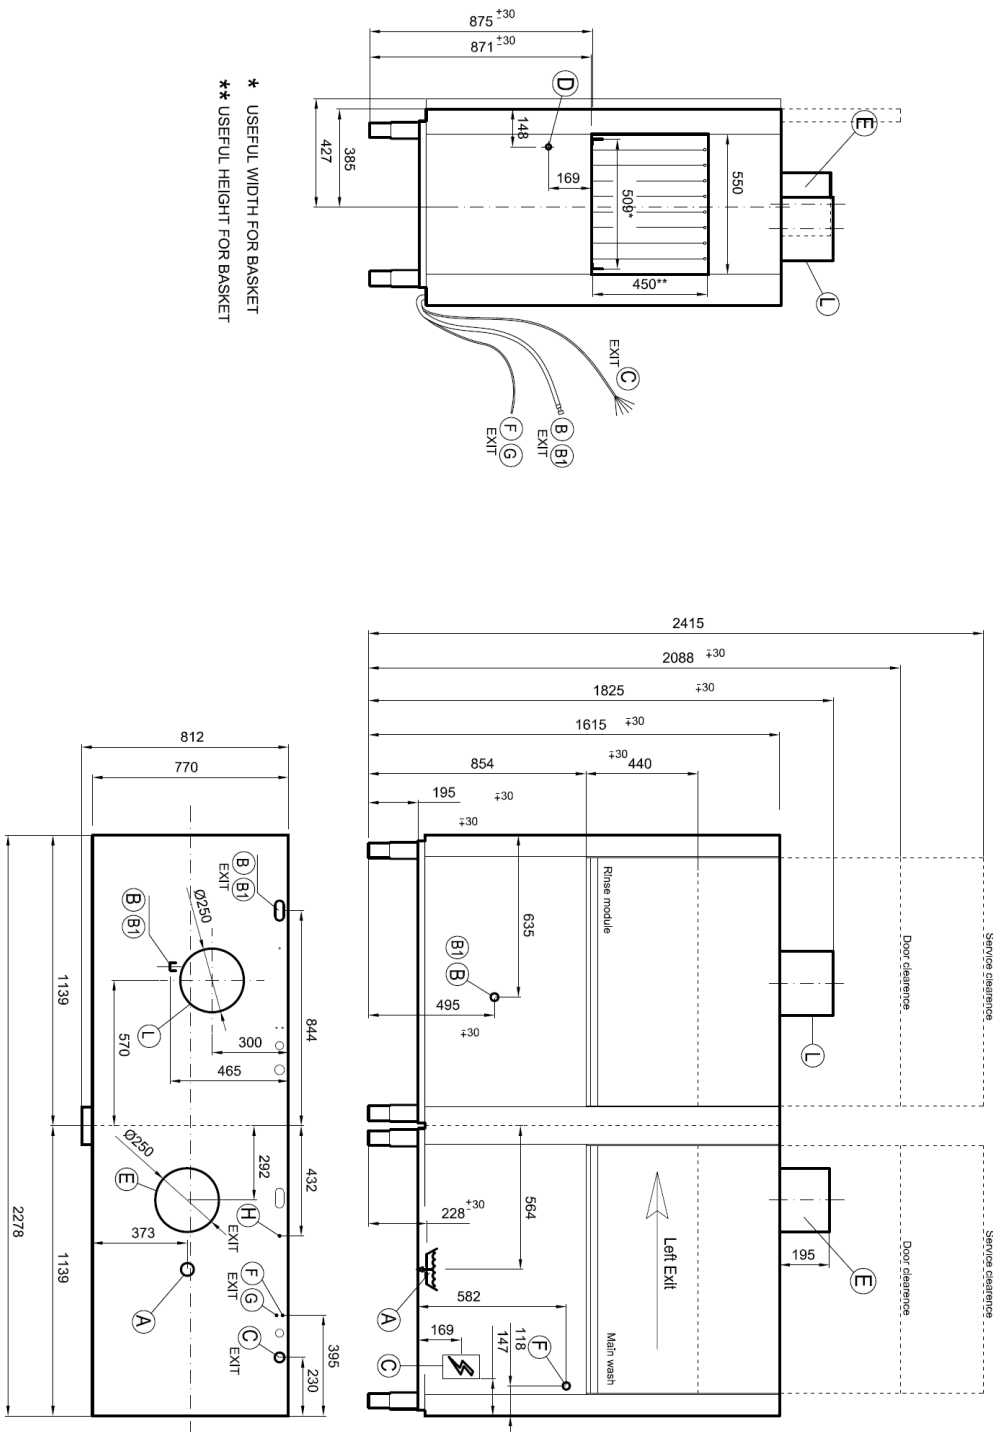 875 +-30
871 +-30
* USEFUL WIDTH FOR BASKET
** USEFUL HEIGHT FOR BASKET
427
385
148
D
169
509*
550
450**
E
L
C
EXIT
B B1
EXIT
F G
EXIT
2415
2088 +-30
1825 +-30
1615 +-30
854 +-30
440
195 +-30
+-30
Service clearence
Door clearence
Rinse module
635
B1 B
495
+-30
L
564
228 +-30
A
Left Exit
E
195
582
169
118
147
C
F
Main wash
Door clearence
Service clearence
812
770
B B1
EXIT
B B1
Ø250
L
1139
570
300
465
844
Ø250
E
EXIT
292
432
H
373
A
F G
EXIT
C
EXIT
395
230
1139
2278